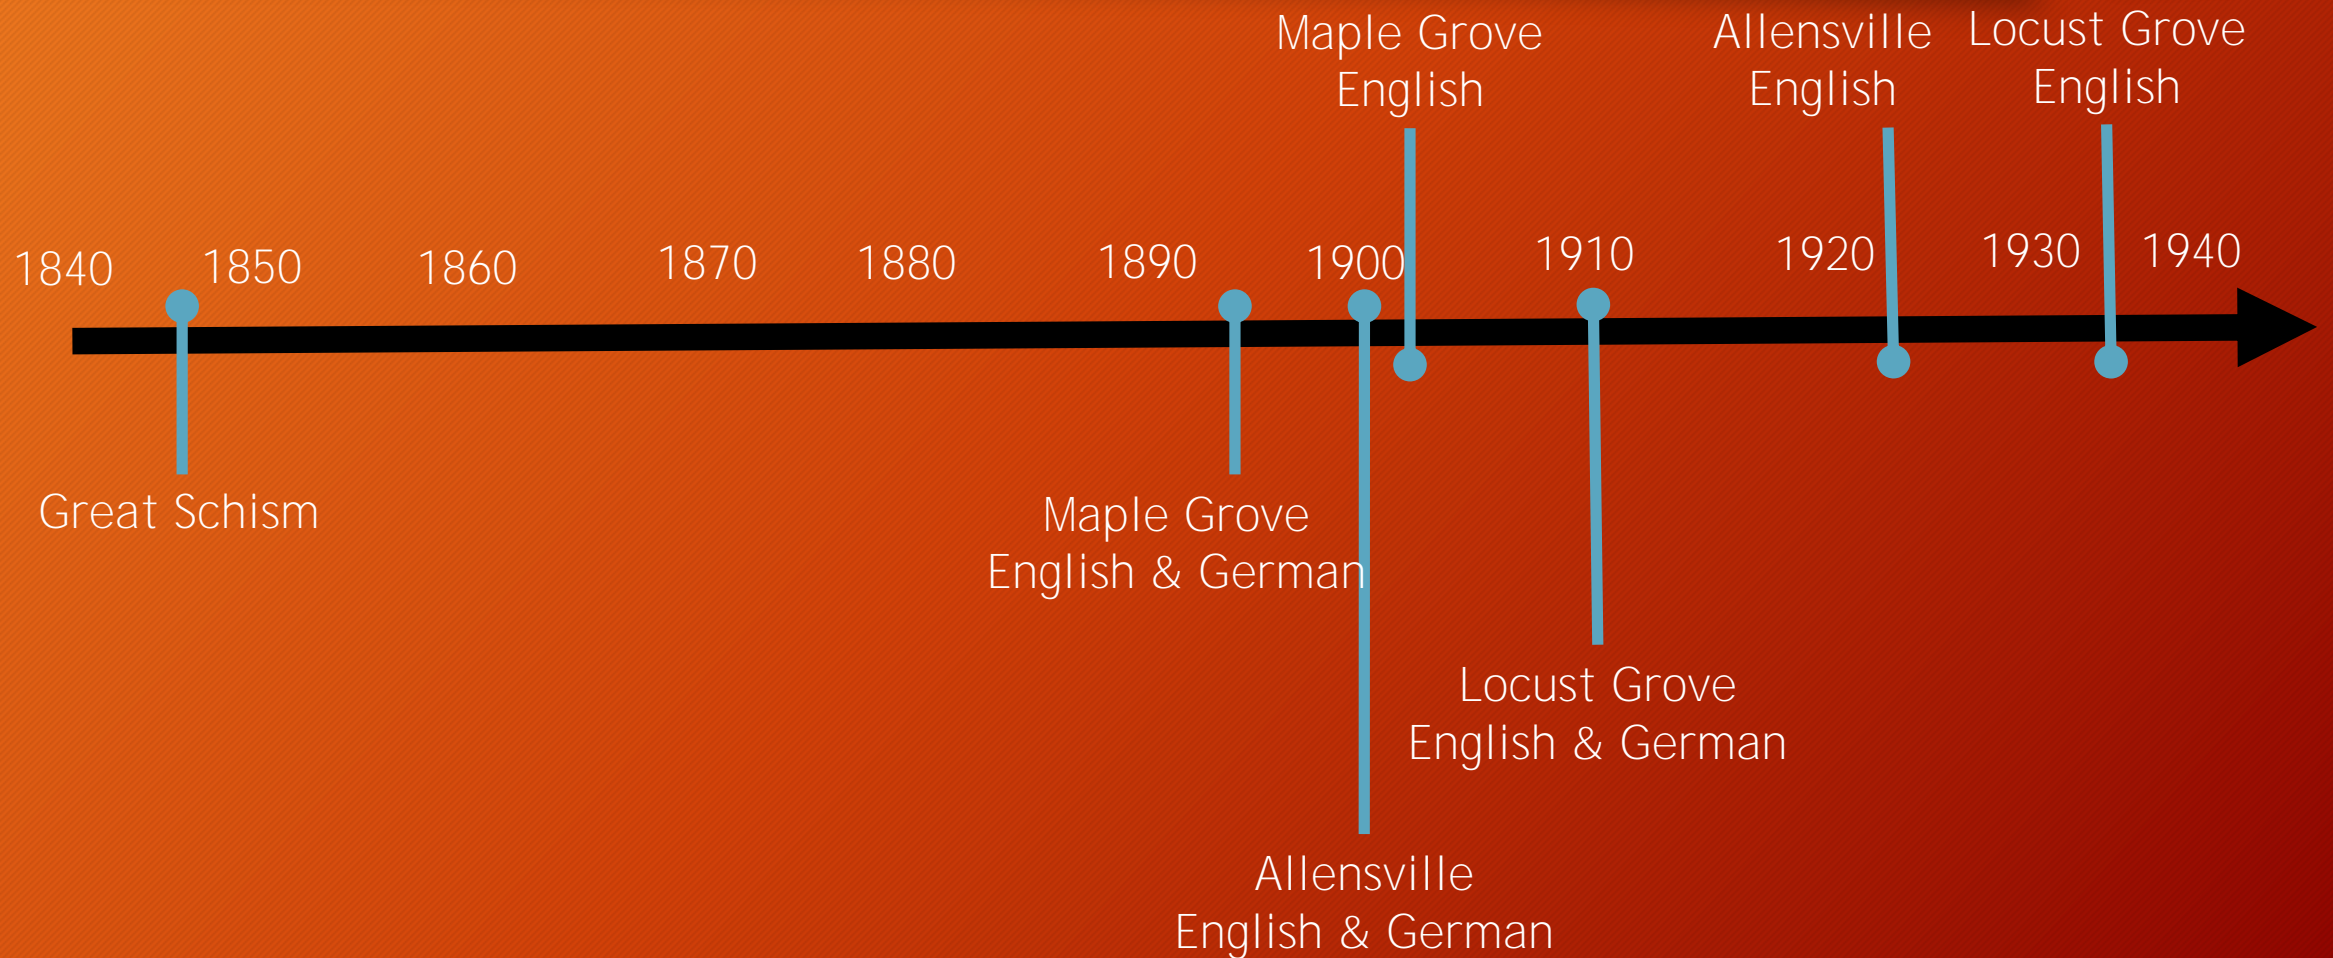 Maple Grove
English
Allensville
English
Locust Grove
English
1840 1850 1860 1870 1880 1890 1900 1910 1920 1930 1940
Great Schism
Maple Grove
English & German
Locust Grove
English & German
Allensville
English & German